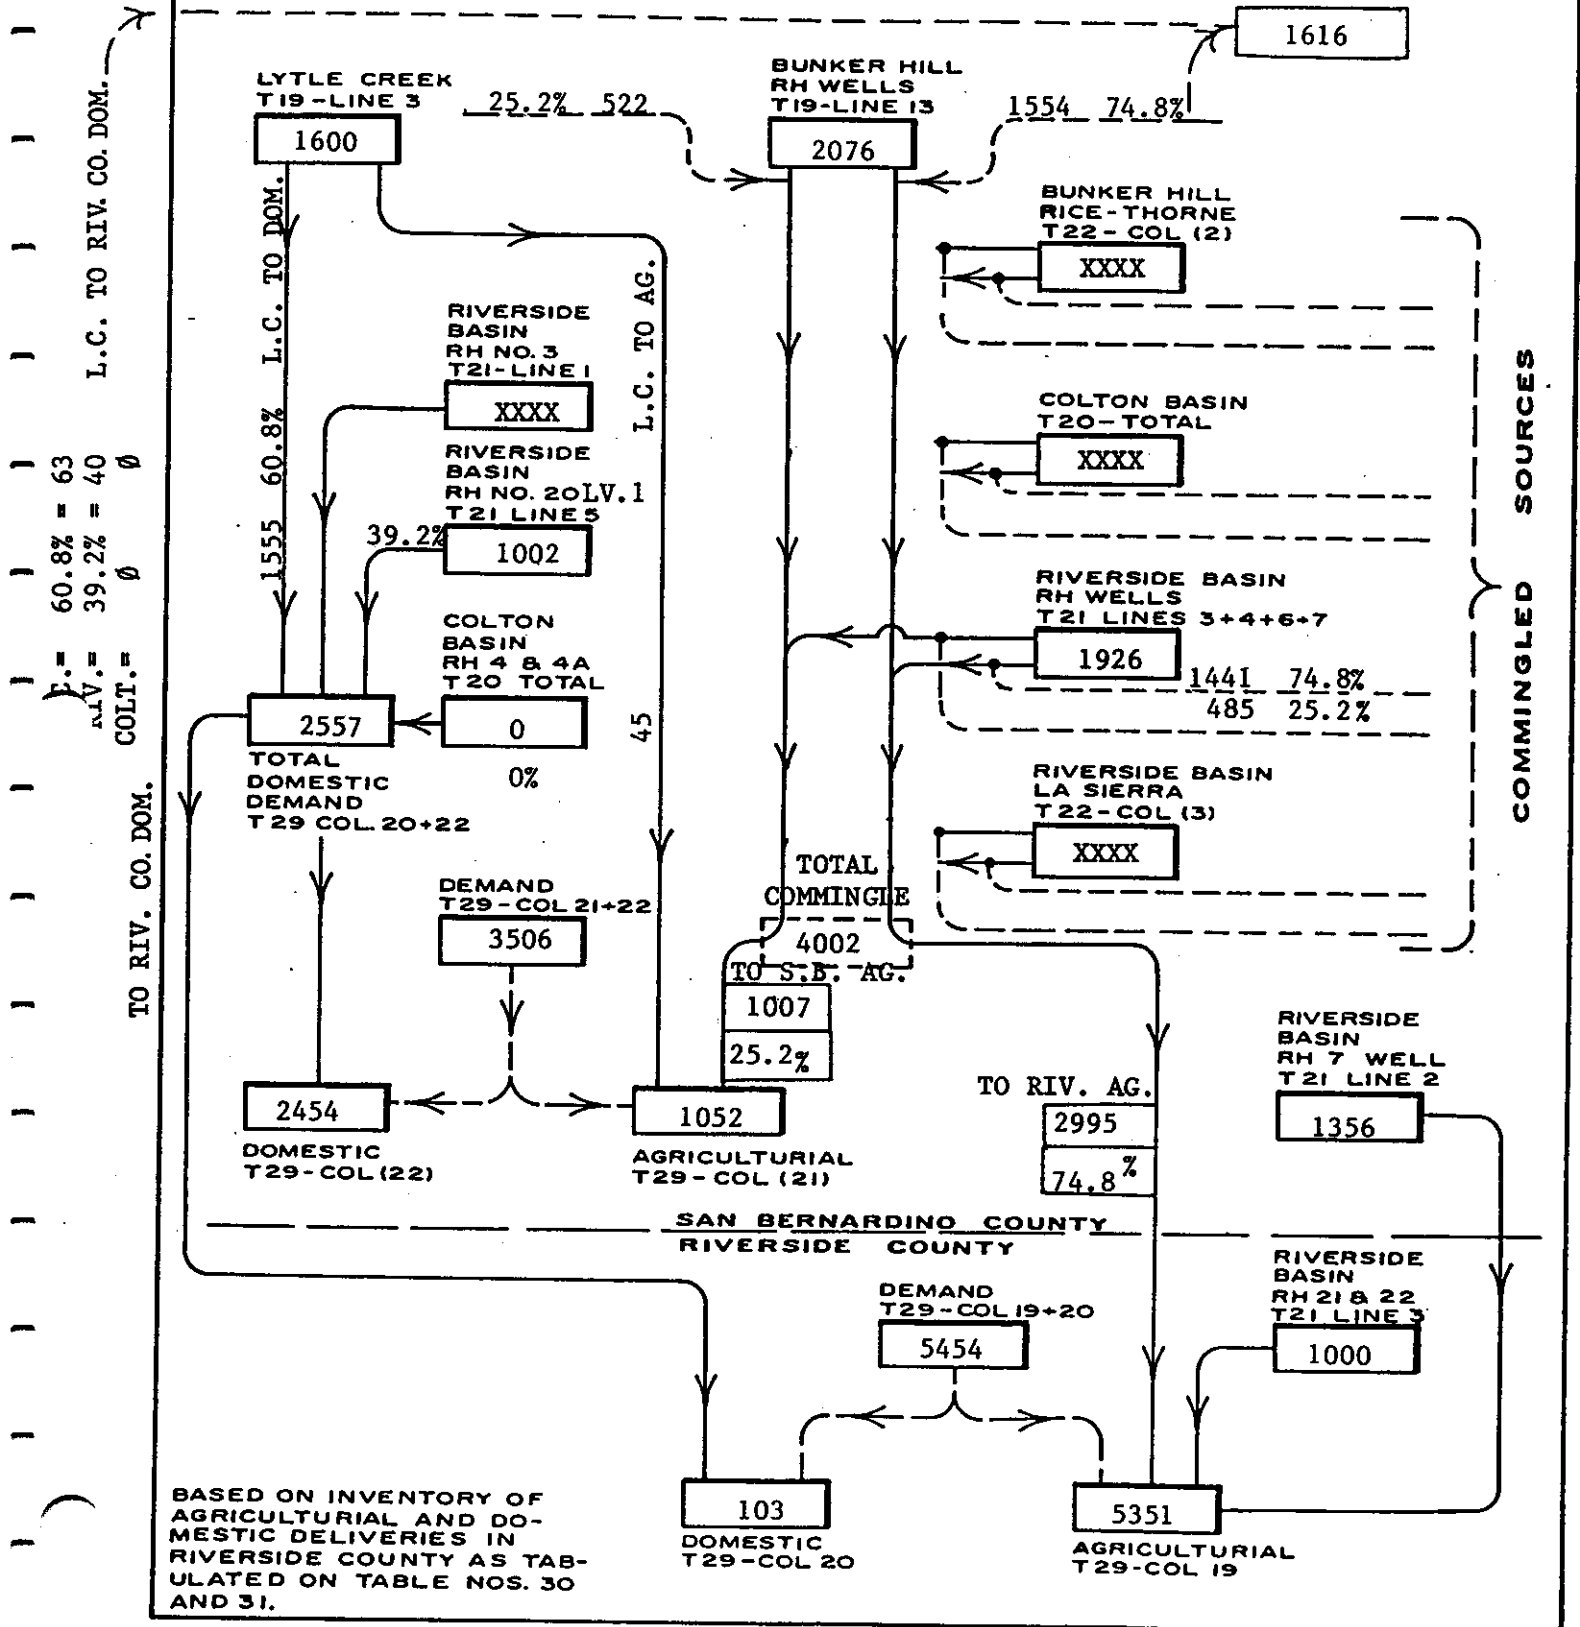 1616
LYTLE CREEK
T19-LINE 3
1600
25.2% 522
BUNKER HILL
RH WELLS
T19-LINE 13
2076
1554 74.8%
BUNKER HILL
RICE-THORNE
T22-COL (2)
XXXX
L.C. TO RIV. CO. DOM.
1555 60.8% L.C. TO DOM.
RIVERSIDE
BASIN
RH NO. 3
T21-LINE 1
XXXX
L.C. TO AG.
45
COLTON BASIN
T20-TOTAL
XXXX
COMMINGLED SOURCES
RIVERSIDE
BASIN
RH NO. 20LV.1
T21 LINE 5
39.2%
1002
60.8% = 63
39.2% = 40
COLT.= Ø Ø
RIVERSIDE BASIN
RH WELLS
T21 LINES 3+4+6+7
1926
1441 74.8%
485 25.2%
COLTON
BASIN
RH 4 & 4A
T20 TOTAL
0
0%
2557
TOTAL
DOMESTIC
DEMAND
T29 COL. 20+22
TO RIV. CO. DOM.
RIVERSIDE BASIN
LA SIERRA
T22-COL (3)
XXXX
TOTAL
COMMINGLE
4002
DEMAND
T29-COL 21+22
3506
TO S.B. AG.
1007
25.2%
2454
DOMESTIC
T29-COL (22)
1052
AGRICULTURIAL
T29-COL (21)
TO RIV. AG.
2995
74.8%
RIVERSIDE
BASIN
RH 7 WELL
T21 LINE 2
1356
SAN BERNARDINO COUNTY
RIVERSIDE COUNTY
DEMAND
T29-COL 19+20
5454
RIVERSIDE
BASIN
RH 21 & 22
T21 LINE 3
1000
103
DOMESTIC
T29-COL 20
5351
AGRICULTURIAL
T29-COL 19
BASED ON INVENTORY OF
AGRICULTURIAL AND DO-
MESTIC DELIVERIES IN
RIVERSIDE COUNTY AS TAB-
ULATED ON TABLE NOS. 30
AND 31.